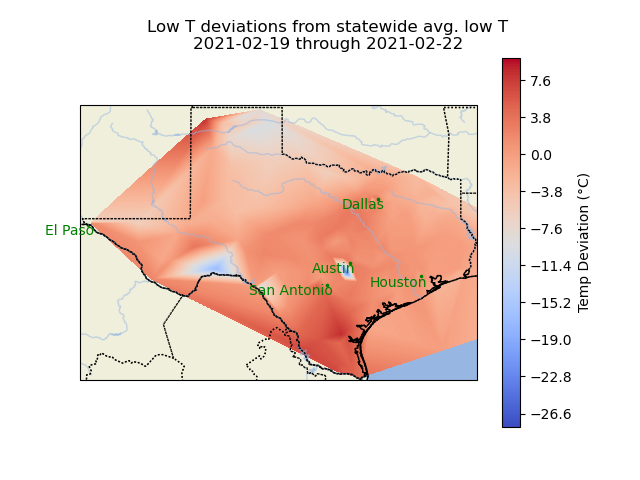 Low T deviations from statewide avg. low T
2021-02-19 through 2021-02-22
7.6
3.8
0.0
−3.8
−7.6
−11.4
−15.2
−19.0
−22.8
−26.6
Temp Deviation (°C)
Dallas
El Paso
Austin
Houston
San Antonio